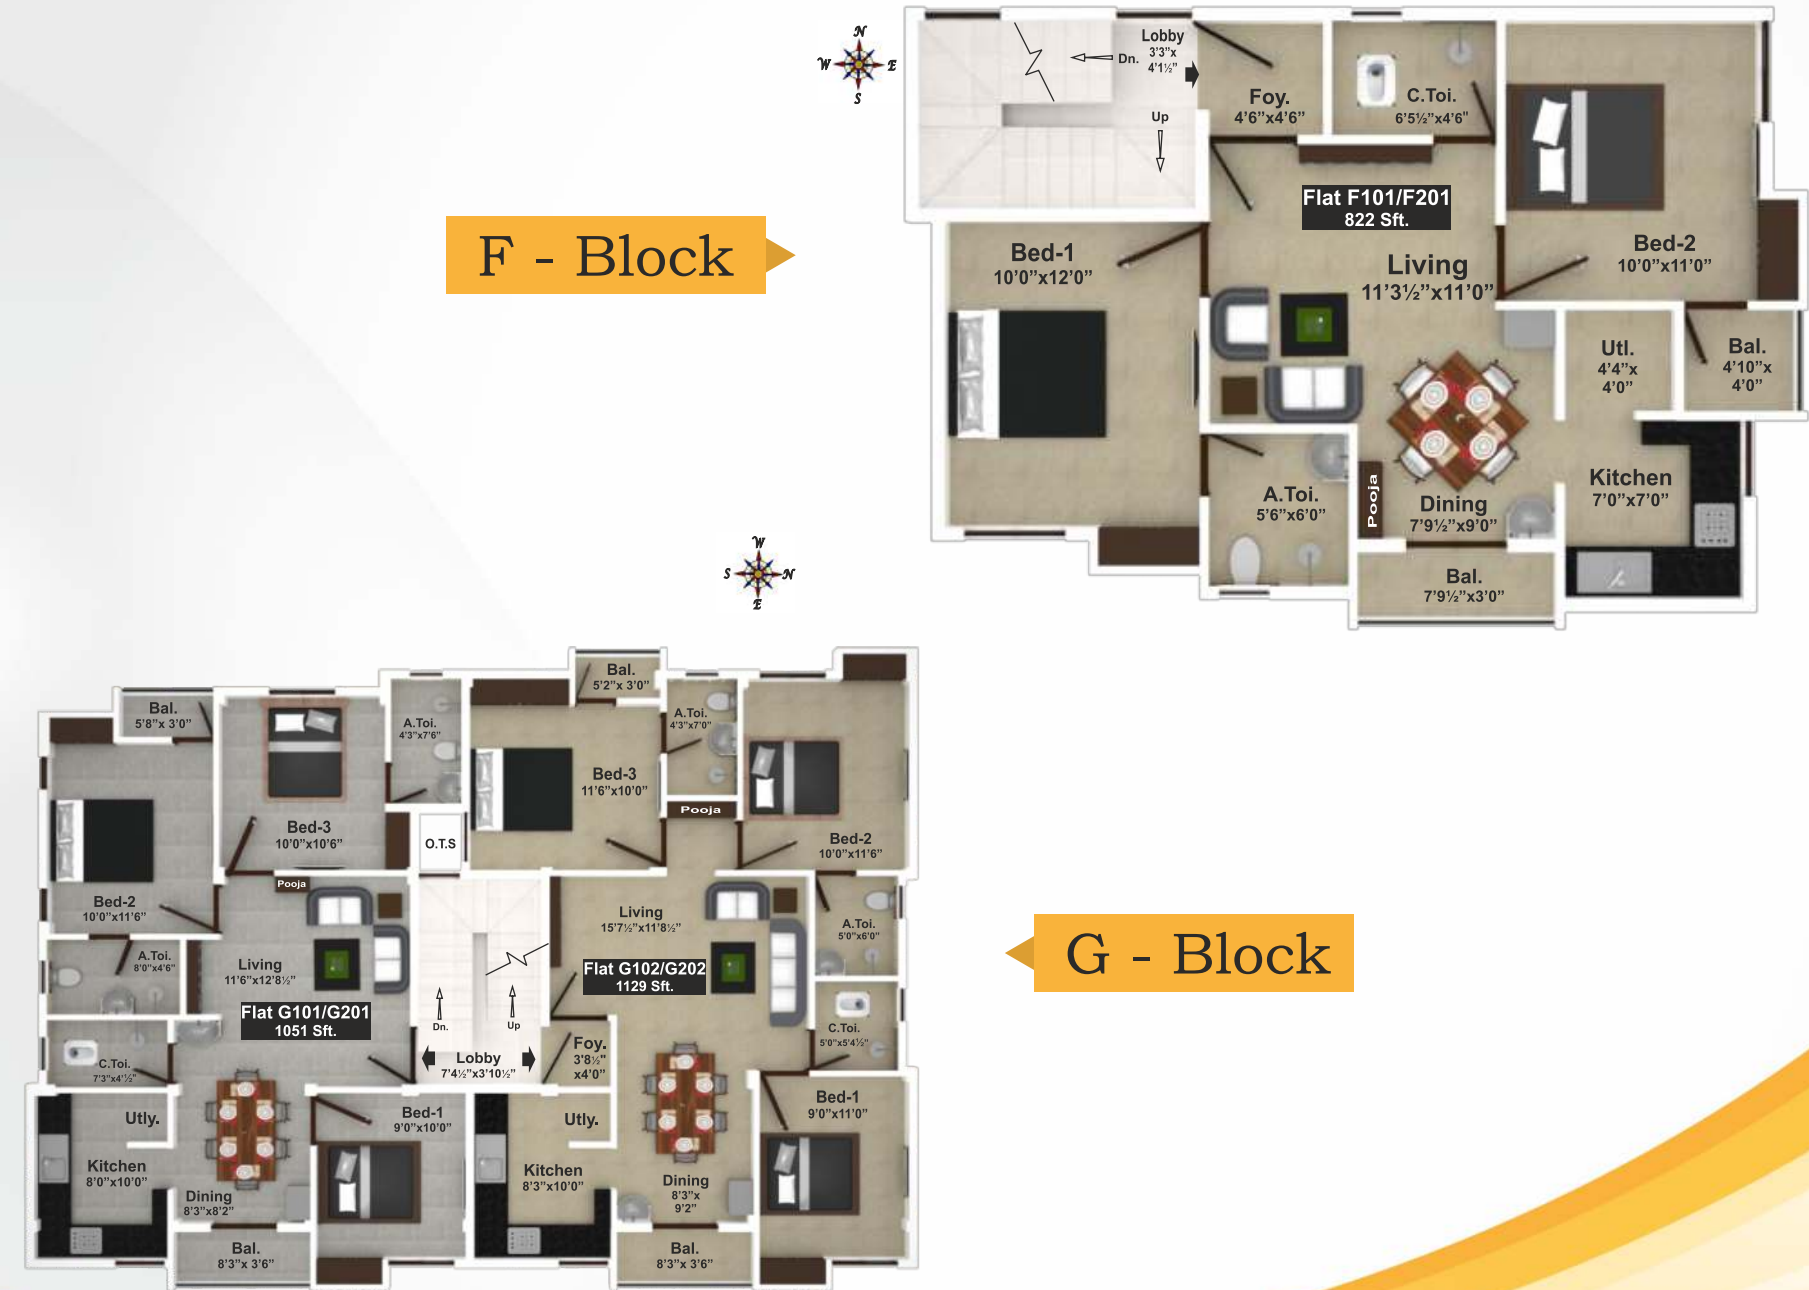 N
W E
S
Lobby
3'3"x
4'1½"
Dn.
Up
Foy.
4'6"x4'6"
C.Toi.
6'5½"x4'6"
Flat F101/F201
822 Sft.
Bed-1
10'0"x12'0"
Living
11'3½"x11'0"
Bed-2
10'0"x11'0"
Utl.
4'4"x
4'0"
Bal.
4'10"x
4'0"
A.Toi.
5'6"x6'0"
Pooja
Dining
7'9½"x9'0"
Kitchen
7'0"x7'0"
Bal.
7'9½"x3'0"
F - Block
W
S N
E
Bal.
5'8"x 3'0"
A.Toi.
4'3"x7'6"
Bed-3
10'0"x10'6"
Bed-2
10'0"x11'6"
Pooja
O.T.S
A.Toi.
8'0"x4'6"
Living
11'6"x12'8½"
Flat G101/G201
1051 Sft.
C.Toi.
7'3"x4'½"
Utly.
Kitchen
8'0"x10'0"
Dining
8'3"x8'2"
Bed-1
9'0"x10'0"
Bal.
8'3"x 3'6"
Dn.
Up
Lobby
7'4½"x3'10½"
Bal.
5'2"x 3'0"
A.Toi.
4'3"x7'0"
Bed-3
11'6"x10'0"
Pooja
Bed-2
10'0"x11'6"
Living
15'7½"x11'8½"
A.Toi.
5'0"x6'0"
Flat G102/G202
1129 Sft.
C.Toi.
5'0"x5'4½"
Foy.
3'8½"
x4'0"
Utly.
Kitchen
8'3"x10'0"
Dining
8'3"x
9'2"
Bed-1
9'0"x11'0"
Bal.
8'3"x 3'6"
G - Block